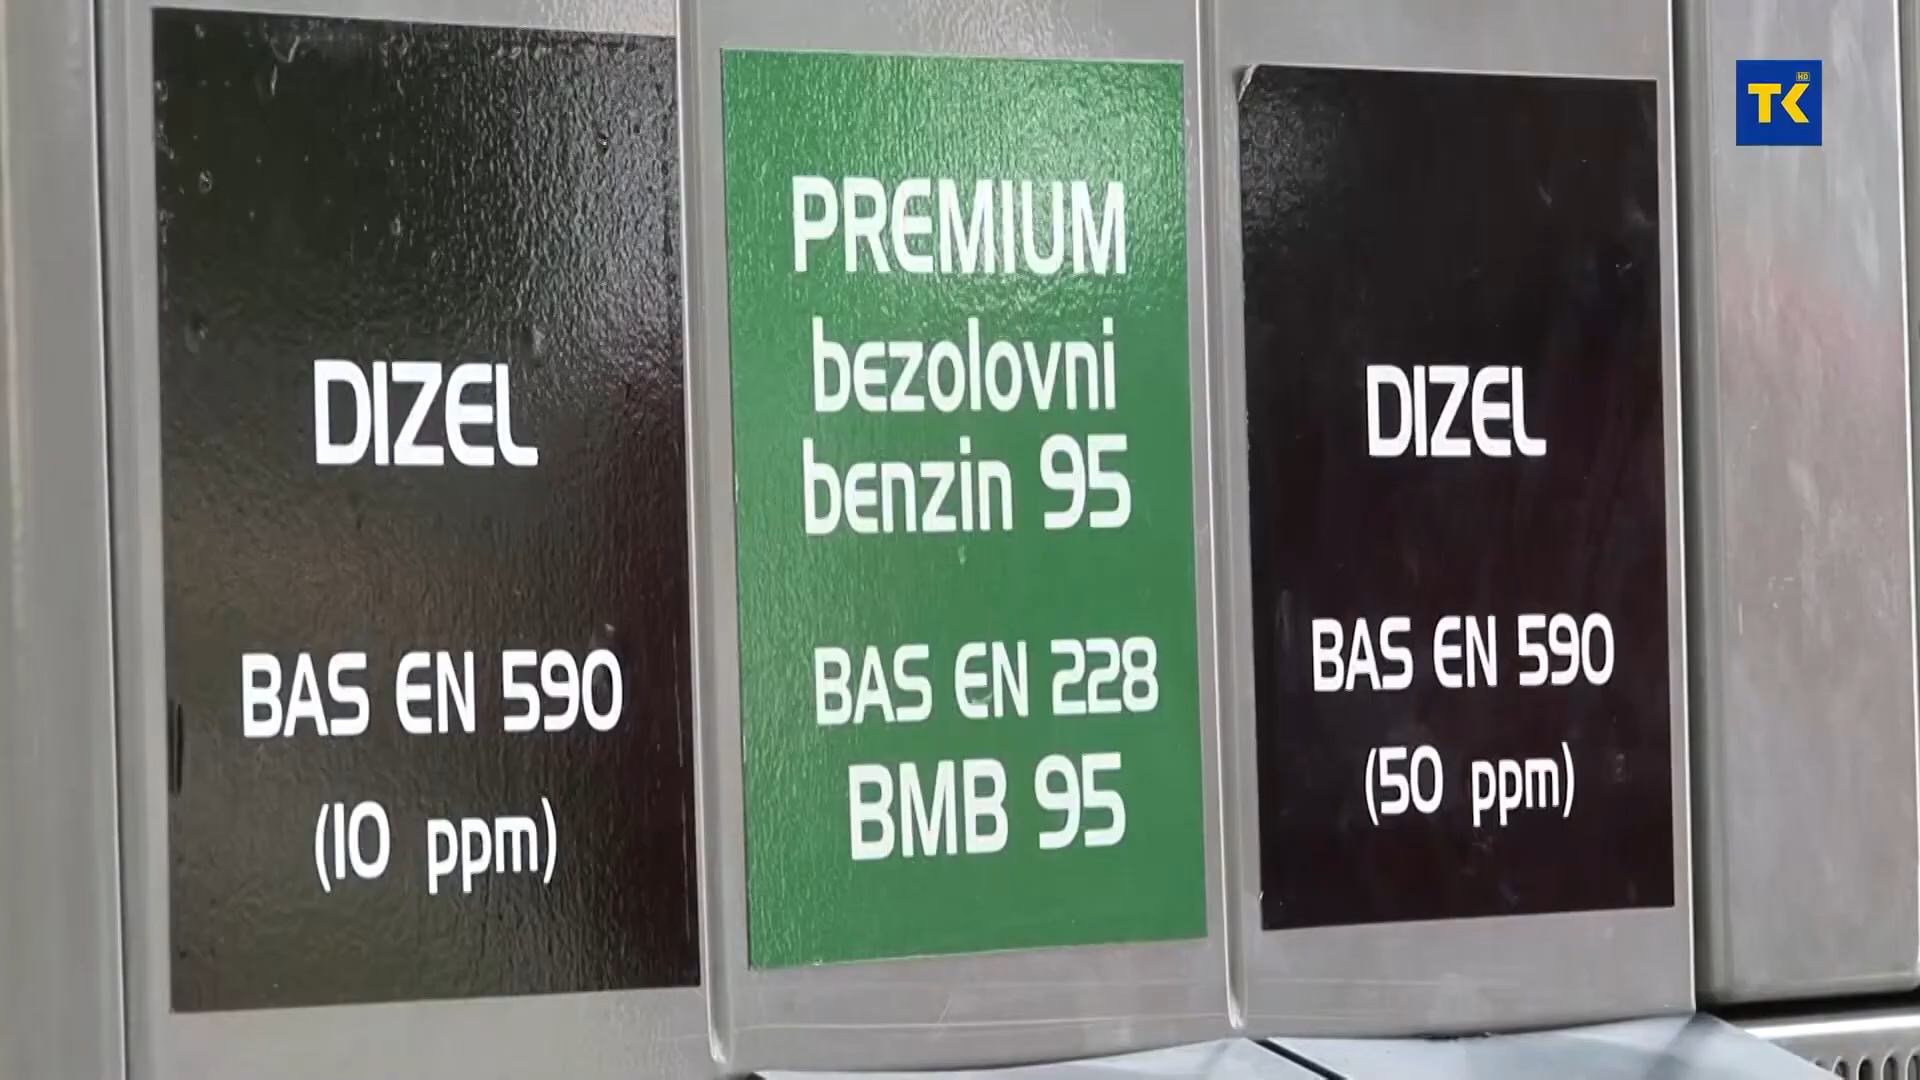 DIZEL
BAS EN 590
(10 ppm)
PREMIUM
bezolovni
benzin 95
BAS EN 228
BMB 95
DIZEL
BAS EN 590
(50 ppm)
TK
HD